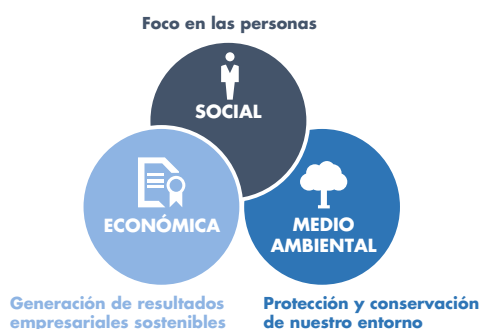 Foco en las personas
SOCIAL
ECONÓMICA
MEDIO
AMBIENTAL
Generación de resultados
empresariales sostenibles
Protección y conservación
de nuestro entorno